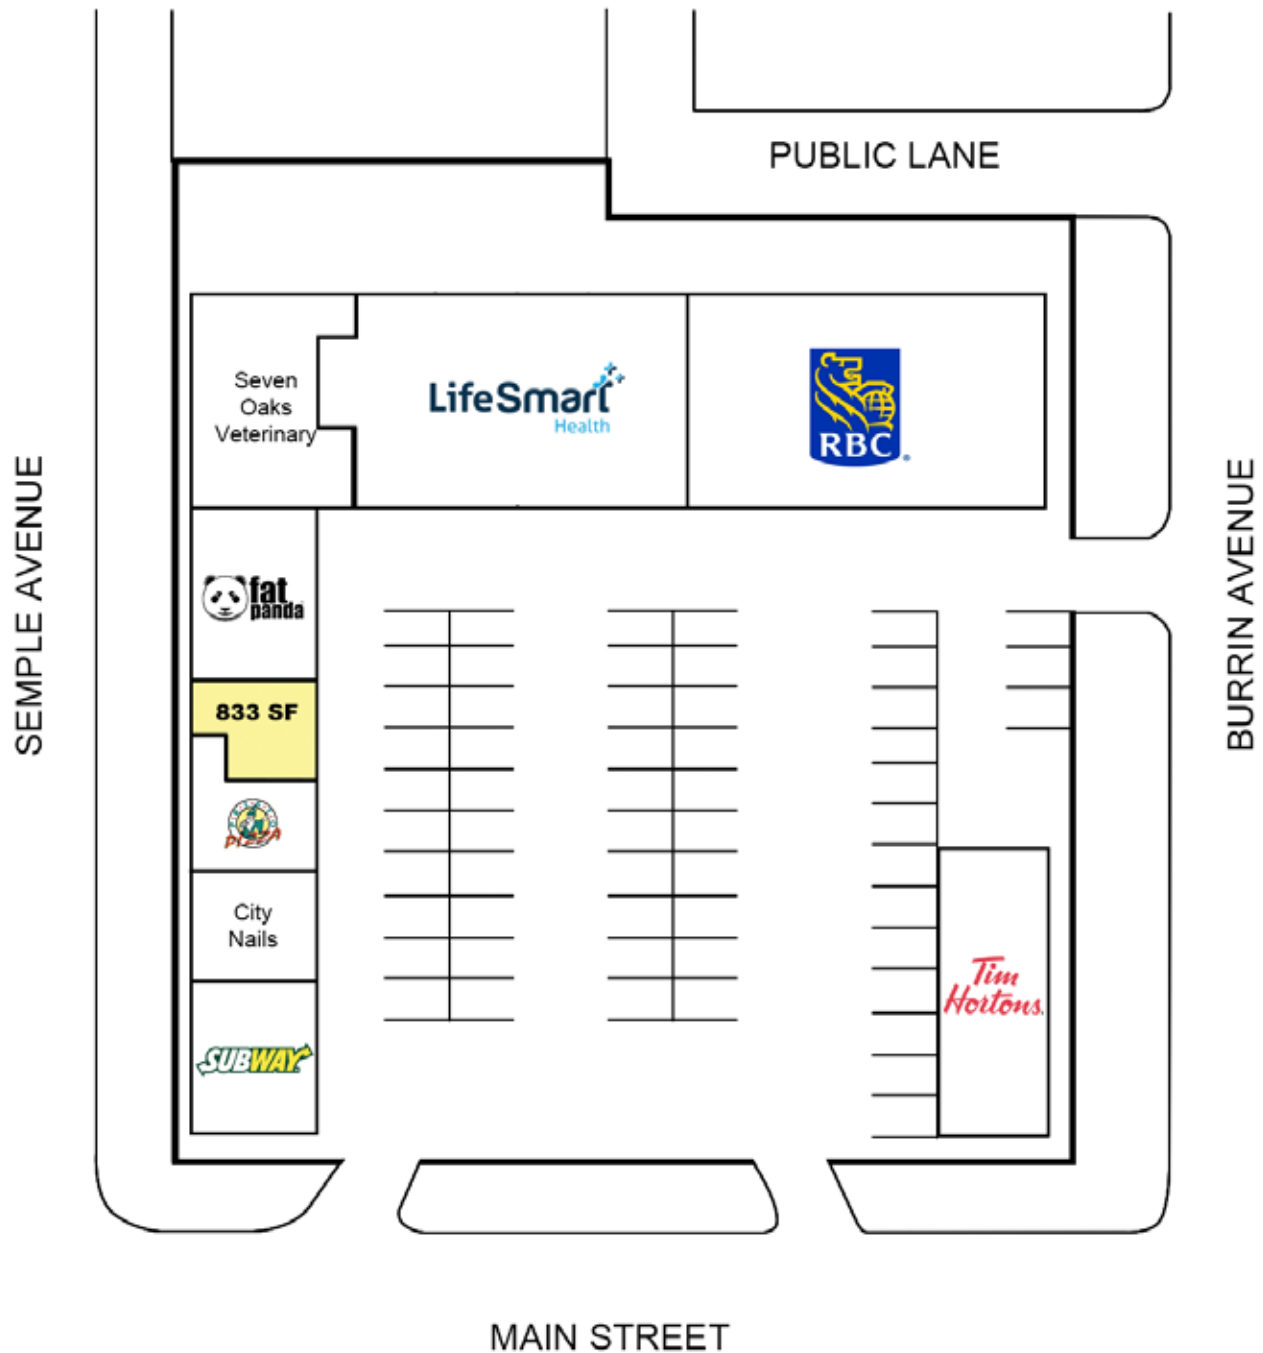 PUBLIC LANE
Seven
Oaks
Veterinary
LifeSmart
Health
RBC
SEMPLE AVENUE
BURRIN AVENUE
fat
panda
833 SF
PIZZA
City
Nails
Tim
Hortons
SUBWAY
MAIN STREET